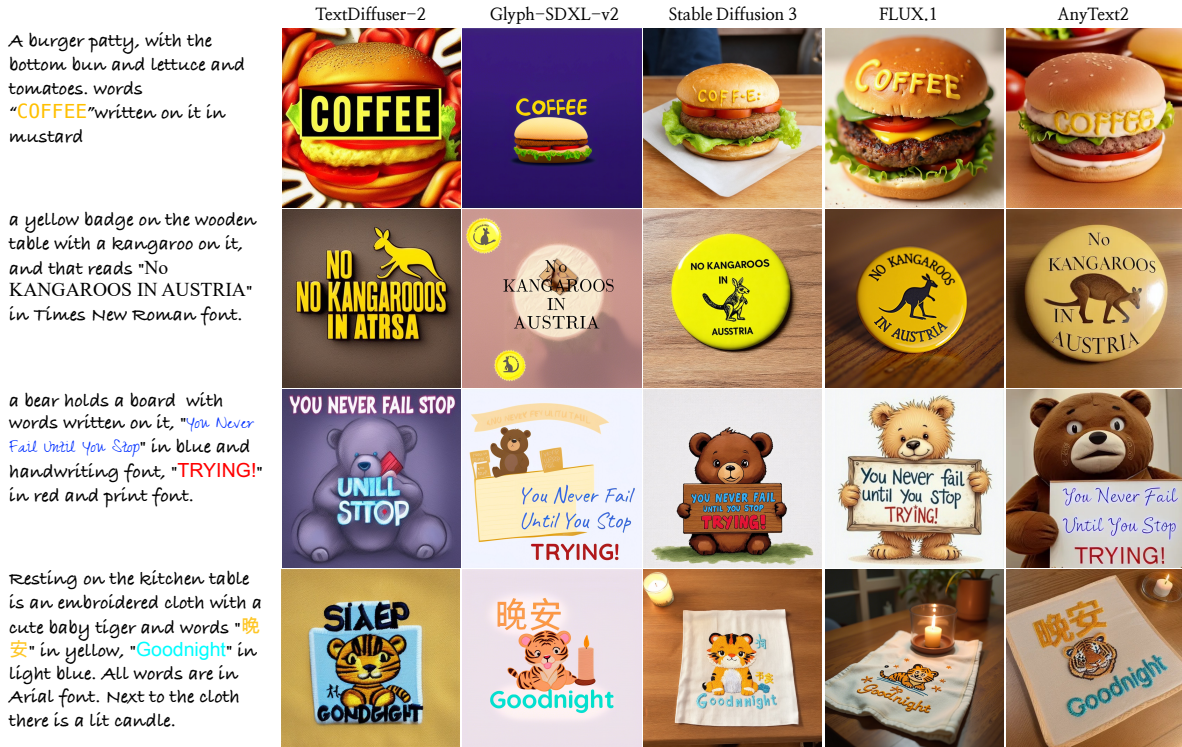 TextDiffuser-2
Glyph-SDXL-v2
Stable Diffusion 3
FLUX.1
AnyText2
A burger patty, with the
bottom bun and lettuce and
tomatoes. words
“COFFEE”written on it in
mustard
COFFEE
COFFEE
COFF-E:
COFFEE
COFFEE
a yellow badge on the wooden
table with a kangaroo on it,
and that reads "No
KANGAROOS IN AUSTRIA"
in Times New Roman font.
NO
NO KANGAROOOS
IN ATRSA
No
KANGAROOS
IN
AUSTRIA
NO KANGAROOS
IN
AUSSTRIA
NO KANGAROOS
IN AUSTRIA
No
KANGAROOS
IN
AUSTRIA
a bear holds a board with
words written on it, "You Never
Fail Until You Stop" in blue and
handwriting font, "TRYING!"
in red and print font.
YOU NEVER FAIL STOP
UNILL
STTOP
You Never Fail
Until You Stop
TRYING!
YOU NEVER FAIL
UNTIL YOU STOP
TRYING!
You Never fail
until You Stop
TRYING!
You Never Fail
Until You Stop
TRYING!
Resting on the kitchen table
is an embroidered cloth with a
cute baby tiger and words "晚
安" in yellow, "Goodnight" in
light blue. All words are in
Arial font. Next to the cloth
there is a lit candle.
SIAEP
GONDGIGHT
晚安
Goodnight
Goodnnight
Goodnight
晚安
Goodnight